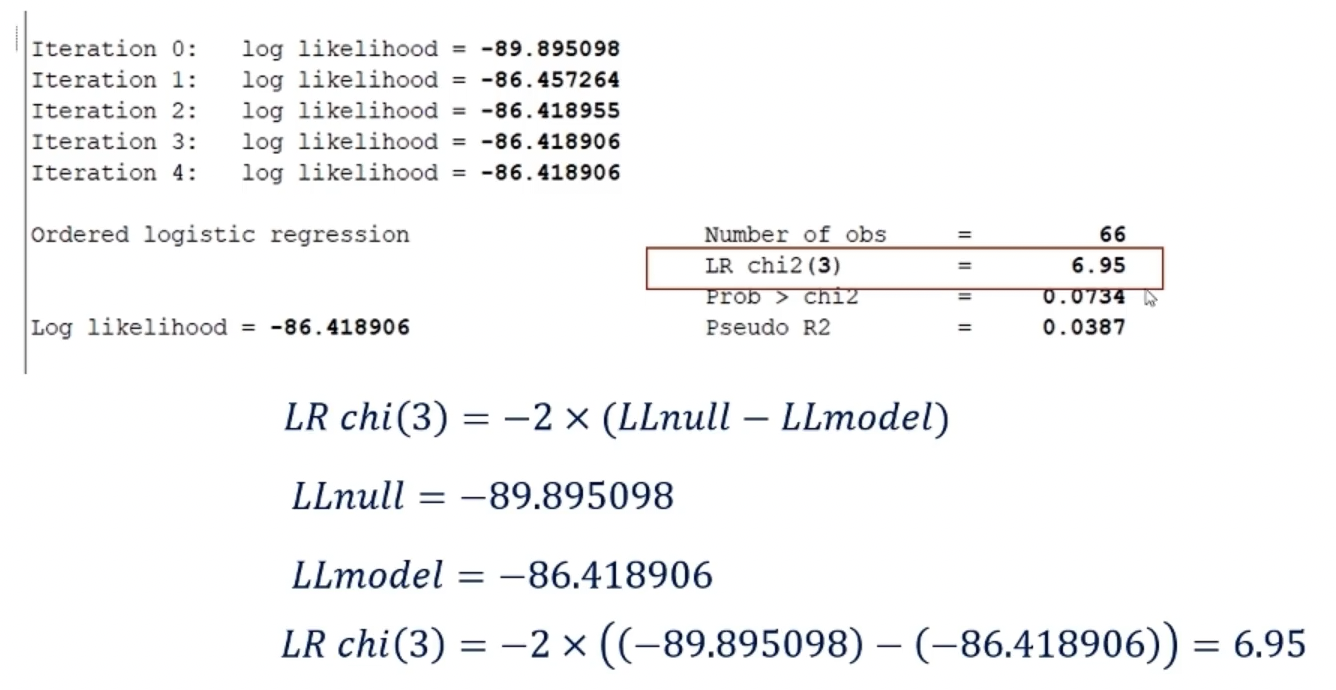 Iteration 0:   log likelihood = -89.895098
Iteration 1:   log likelihood = -86.457264
Iteration 2:   log likelihood = -86.418955
Iteration 3:   log likelihood = -86.418906
Iteration 4:   log likelihood = -86.418906
Ordered logistic regression    Number of obs = 66
LR chi2(3) = 6.95
Prob > chi2 = 0.0734
Log likelihood = -86.418906    Pseudo R2 = 0.0387
LR chi(3) = −2 × (LLnull − LLmodel)
LLnull = −89.895098
LLmodel = −86.418906
LR chi(3) = −2 × ((−89.895098) − (−86.418906)) = 6.95